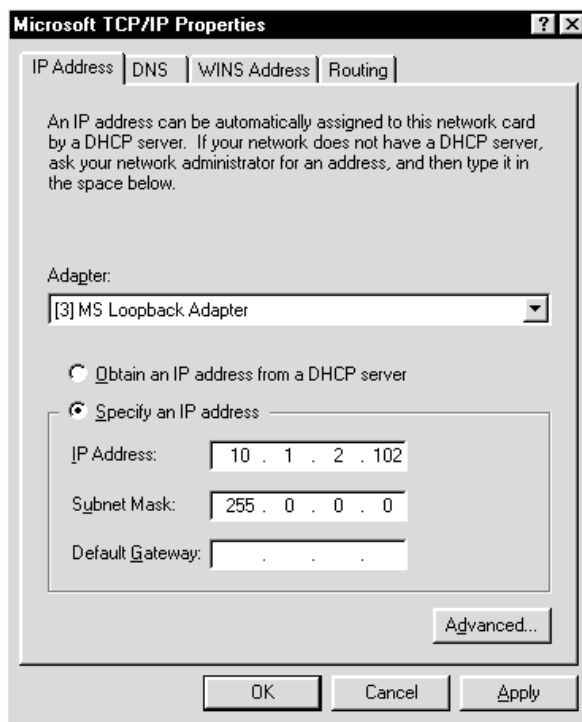 Microsoft TCP/IP Properties ? X
IP Address DNS WINS Address Routing
An IP address can be automatically assigned to this network card
by a DHCP server. If your network does not have a DHCP server,
ask your network administrator for an address, and then type it in
the space below.
Adapter:
[3] MS Loopback Adapter
Obtain an IP address from a DHCP server
Specify an IP address
IP Address: 10 . 1 . 2 . 102
Subnet Mask: 255 . 0 . 0 . 0
Default Gateway: . . .
Advanced...
OK Cancel Apply